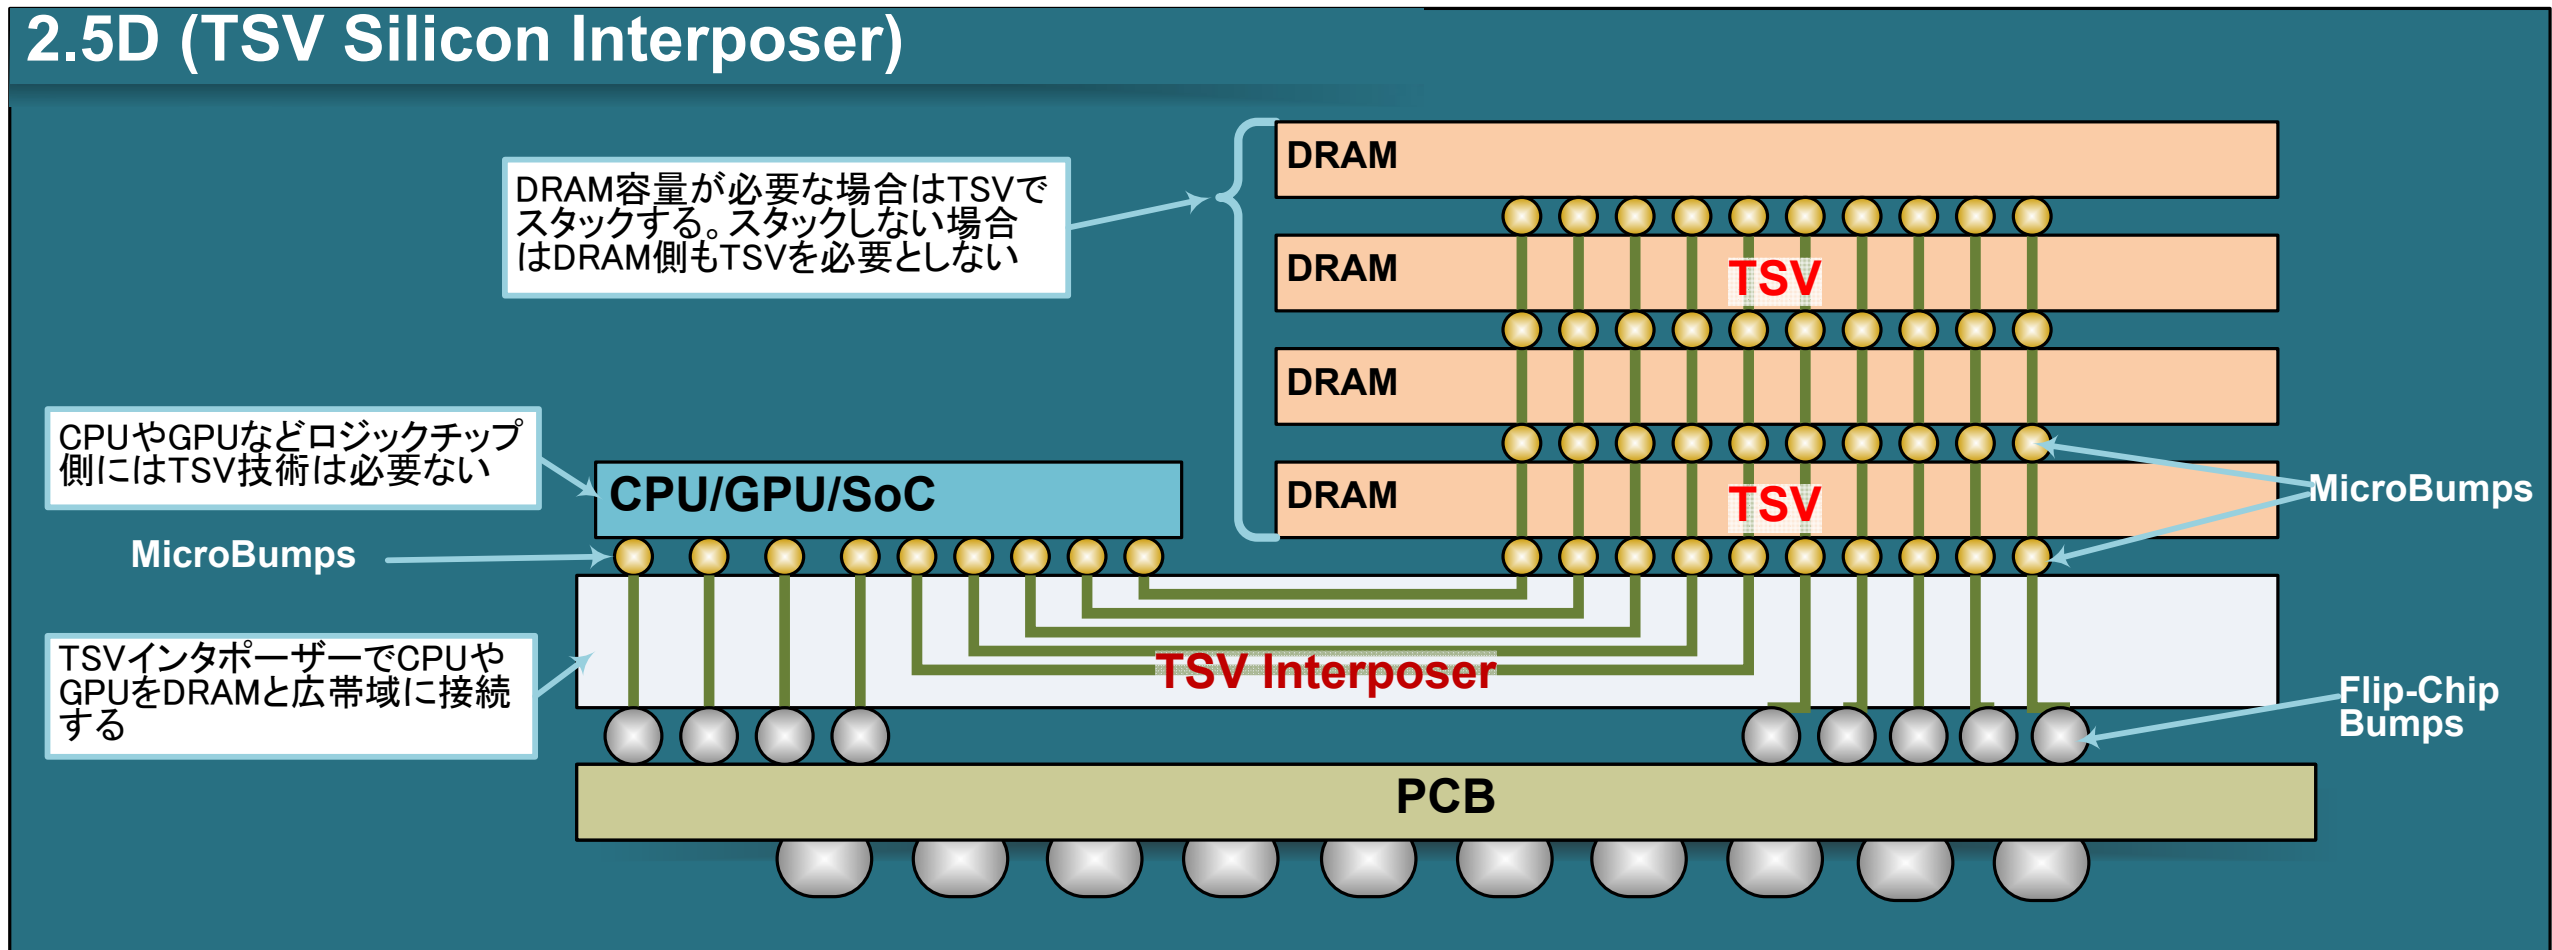 2.5D (TSV Silicon Interposer)
DRAM容量が必要な場合はTSVで
スタックする。スタックしない場合
はDRAM側もTSVを必要としない
DRAM
DRAM
TSV
DRAM
DRAM
TSV
CPUやGPUなどロジックチップ
側にはTSV技術は必要ない
CPU/GPU/SoC
MicroBumps
MicroBumps
TSVインタポーザーでCPUや
GPUをDRAMと広帯域に接続
する
TSV Interposer
Flip-Chip
Bumps
PCB